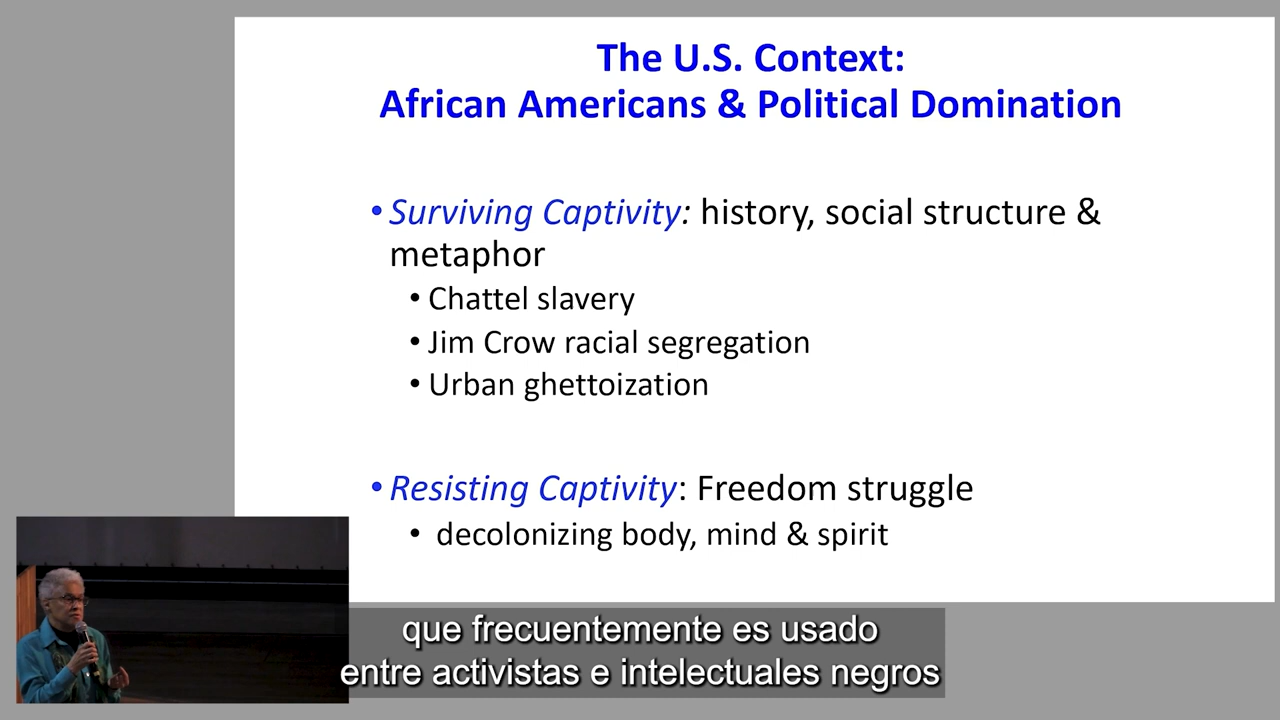 The U.S. Context:
African Americans & Political Domination
• Surviving Captivity: history, social structure &
metaphor
• Chattel slavery
• Jim Crow racial segregation
• Urban ghettoization
• Resisting Captivity: Freedom struggle
• decolonizing body, mind & spirit
que frecuentemente es usado
entre activistas e intelectuales negros